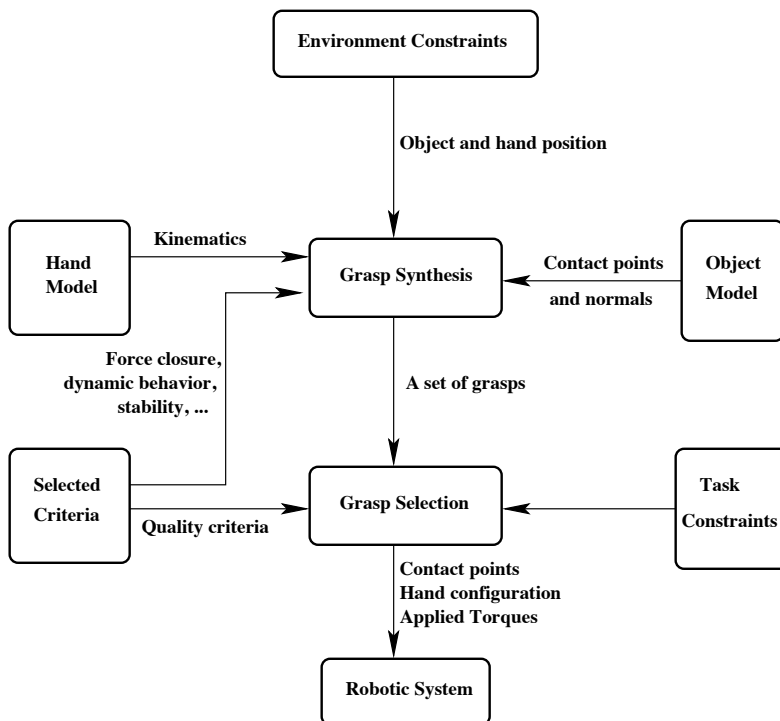 Environment Constraints
Object and hand position
Hand
Model
Kinematics
Grasp Synthesis
Contact points
and normals
Object
Model
Force closure,
dynamic behavior,
stability, ...
A set of grasps
Selected
Criteria
Quality criteria
Grasp Selection
Task
Constraints
Contact points
Hand configuration
Applied Torques
Robotic System